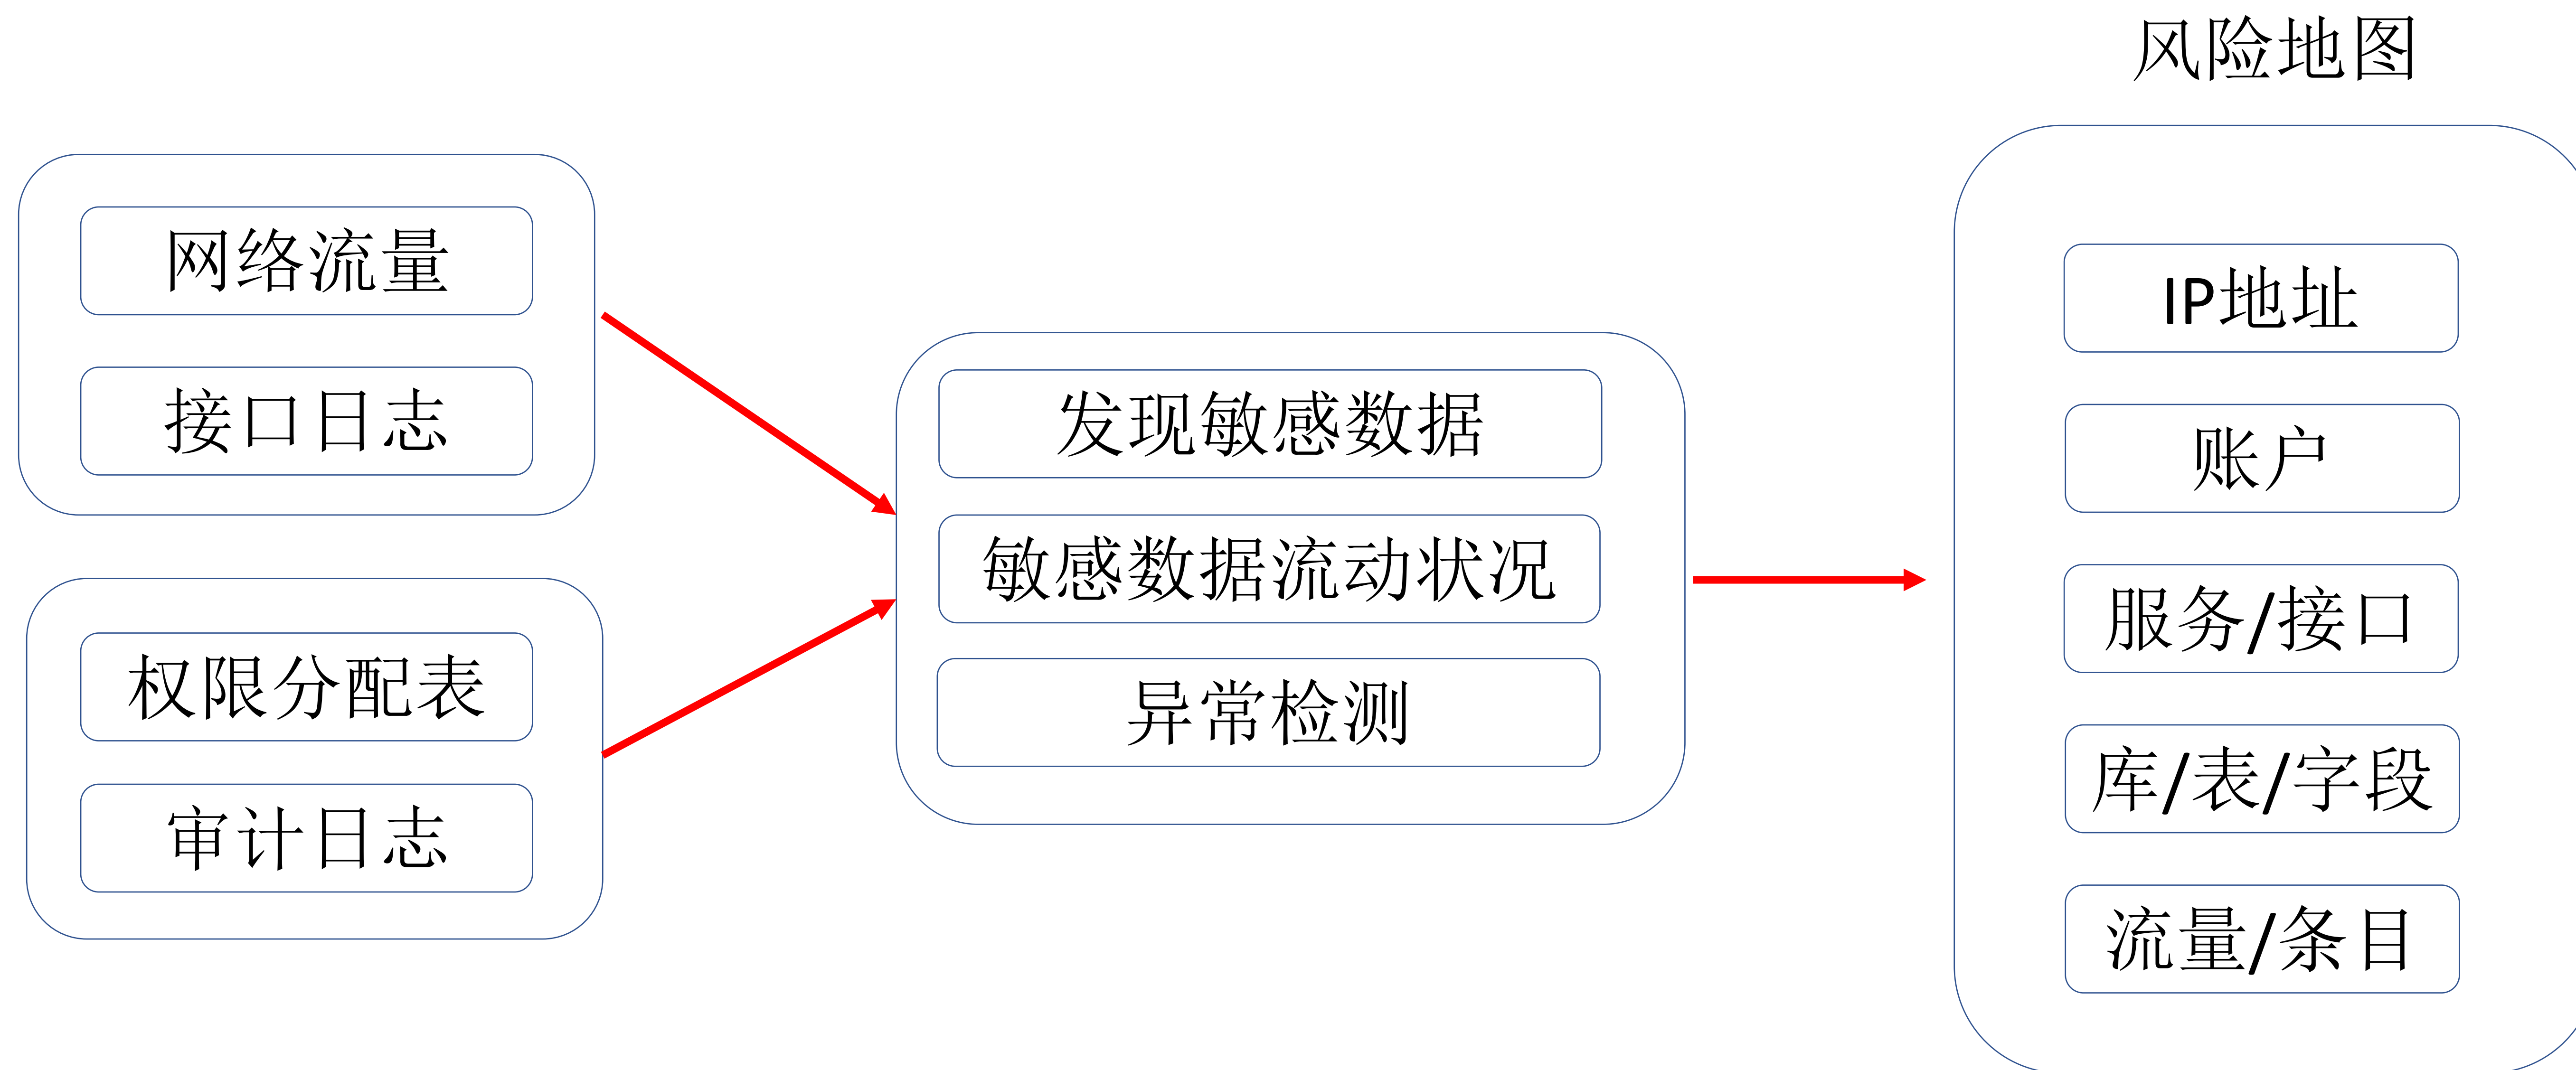 风险地图
网络流量
接口日志
权限分配表
审计日志
发现敏感数据
敏感数据流动状况
异常检测
IP地址
账户
服务/接口
库/表/字段
流量/条目